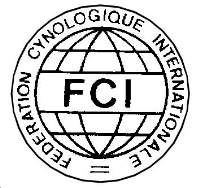 FEDERATION CYNOLOGIQUE INTERNATIONALE
FCI